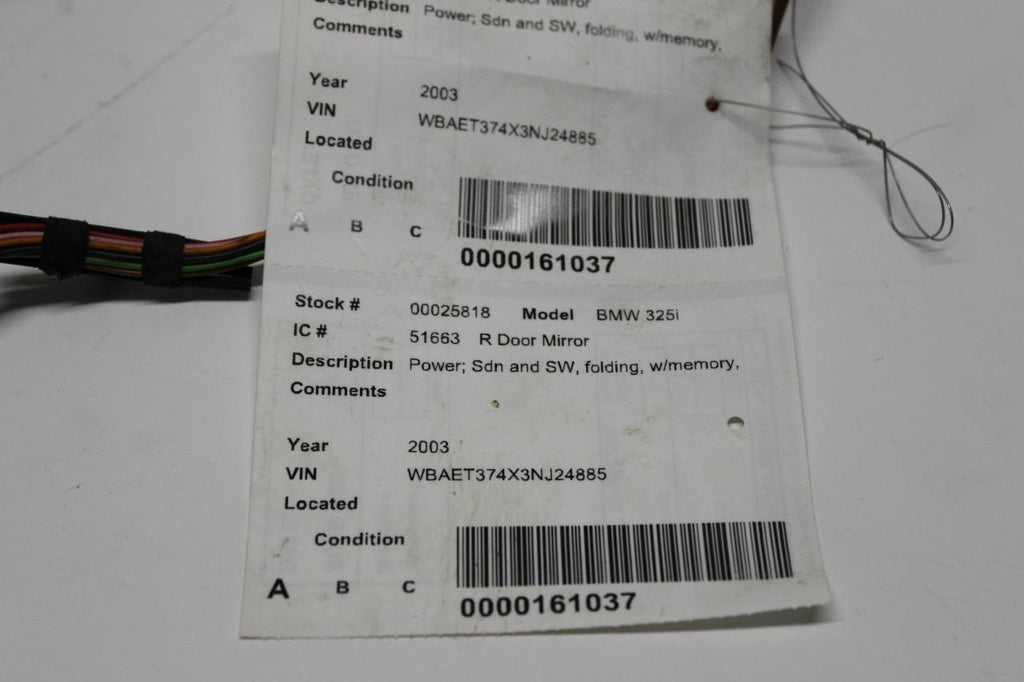 Description Power; Sdn and SW, folding, w/memory,
Comments
Year 2003
VIN WBAET374X3NJ24885
Located
Condition
A B C
0000161037
Stock # 00025818 Model BMW 325i
IC # 51663 R Door Mirror
Description Power; Sdn and SW, folding, w/memory,
Comments
Year 2003
VIN WBAET374X3NJ24885
Located
Condition
A B C
0000161037